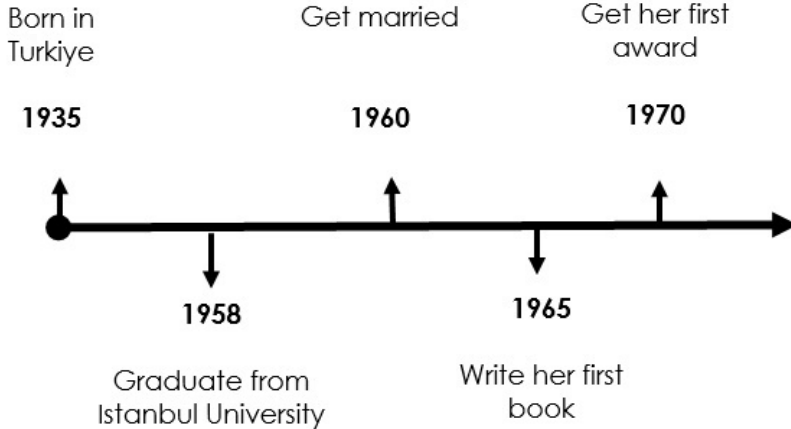 Born in
Turkiye
1935
Get married
1960
Get her first
award
1970
1958
Graduate from
Istanbul University
1965
Write her first
book